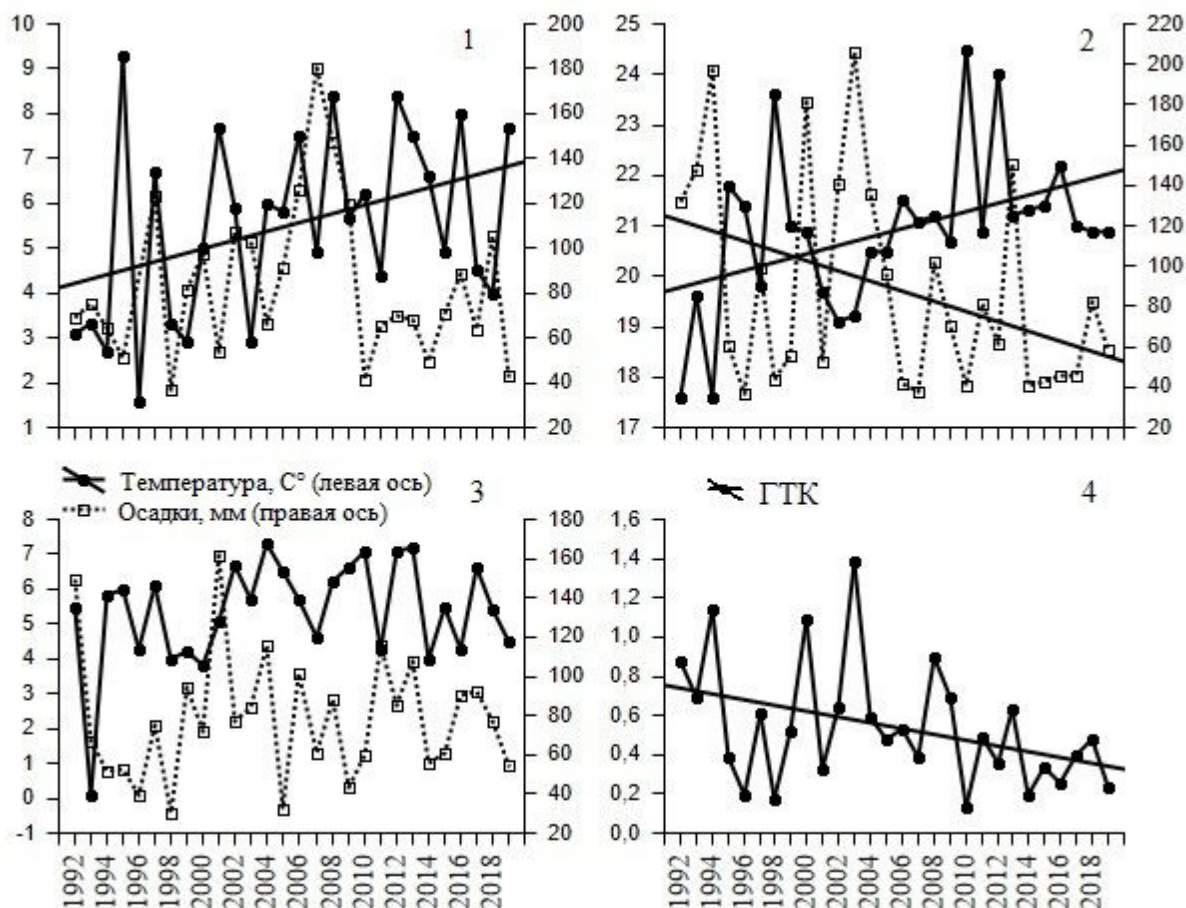 10 200 25 220
9 180 24 200
8 160 23 180
7 140 22 160
6 120 21 140
5 100 20 120
4 80 19 100
3 60 18 80
2 40 17 60
1 20 40
20
1
2
Температура, С° (левая ось)
Осадки, мм (правая ось)
3
ГТК
4
8 180 1,6
7 160 1,4
6 140 1,2
5 120 1,0
4 100 0,8
3 80 0,6
2 60 0,4
1 40 0,2
0 20 0,0
-1
1992 1994 1996 1998 2000 2002 2004 2006 2008 2010 2012 2014 2016 2018
1992 1994 1996 1998 2000 2002 2004 2006 2008 2010 2012 2014 2016 2018